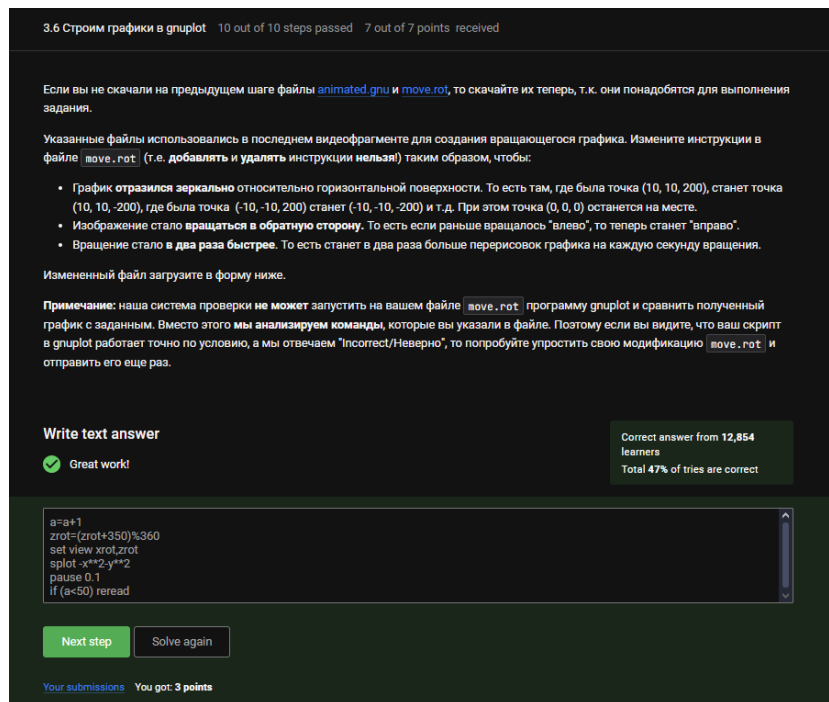 3.6 Строим графики в gnuplot 10 out of 10 steps passed 7 out of 7 points received
Если вы не скачали на предыдущем шаге файлы animated.gnu и move.rot, то скачайте их теперь, т.к. они понадобятся для выполнения
задания.
Указанные файлы использовались в последнем видеофрагменте для создания вращающегося графика. Измените инструкции в
файле move.rot (т.е. добавлять и удалять инструкции нельзя!) таким образом, чтобы:
• График отразился зеркально относительно горизонтальной поверхности. То есть там, где была точка (10, 10, 200), станет точка
(10, 10, -200), где была точка (-10, -10, 200) станет (-10, -10, -200) и т.д. При этом точка (0, 0, 0) останется на месте.
• Изображение стало вращаться в обратную сторону. То есть если раньше вращалось "влево", то теперь станет "вправо".
• Вращение стало в два раза быстрее. То есть станет в два раза больше перерисовок графика на каждую секунду вращения.
Измененный файл загрузите в форму ниже.
Примечание: наша система проверки не может запустить на вашем файле move.rot программу gnuplot и сравнить полученный
график с заданным. Вместо этого мы анализируем команды, которые вы указали в файле. Поэтому если вы видите, что ваш скрипт
в gnuplot работает точно по условию, а мы отвечаем "Incorrect/Неверно", то попробуйте упростить свою модификацию move.rot и
отправить его еще раз.
Write text answer
Great work!
Correct answer from 12,854
learners
Total 47% of tries are correct
a=a+1
zrot=(zrot+350)%360
set view xrot,zrot
splot -x**2-y**2
pause 0.1
if (a<50) reread
Next step Solve again
Your submissions You got: 3 points